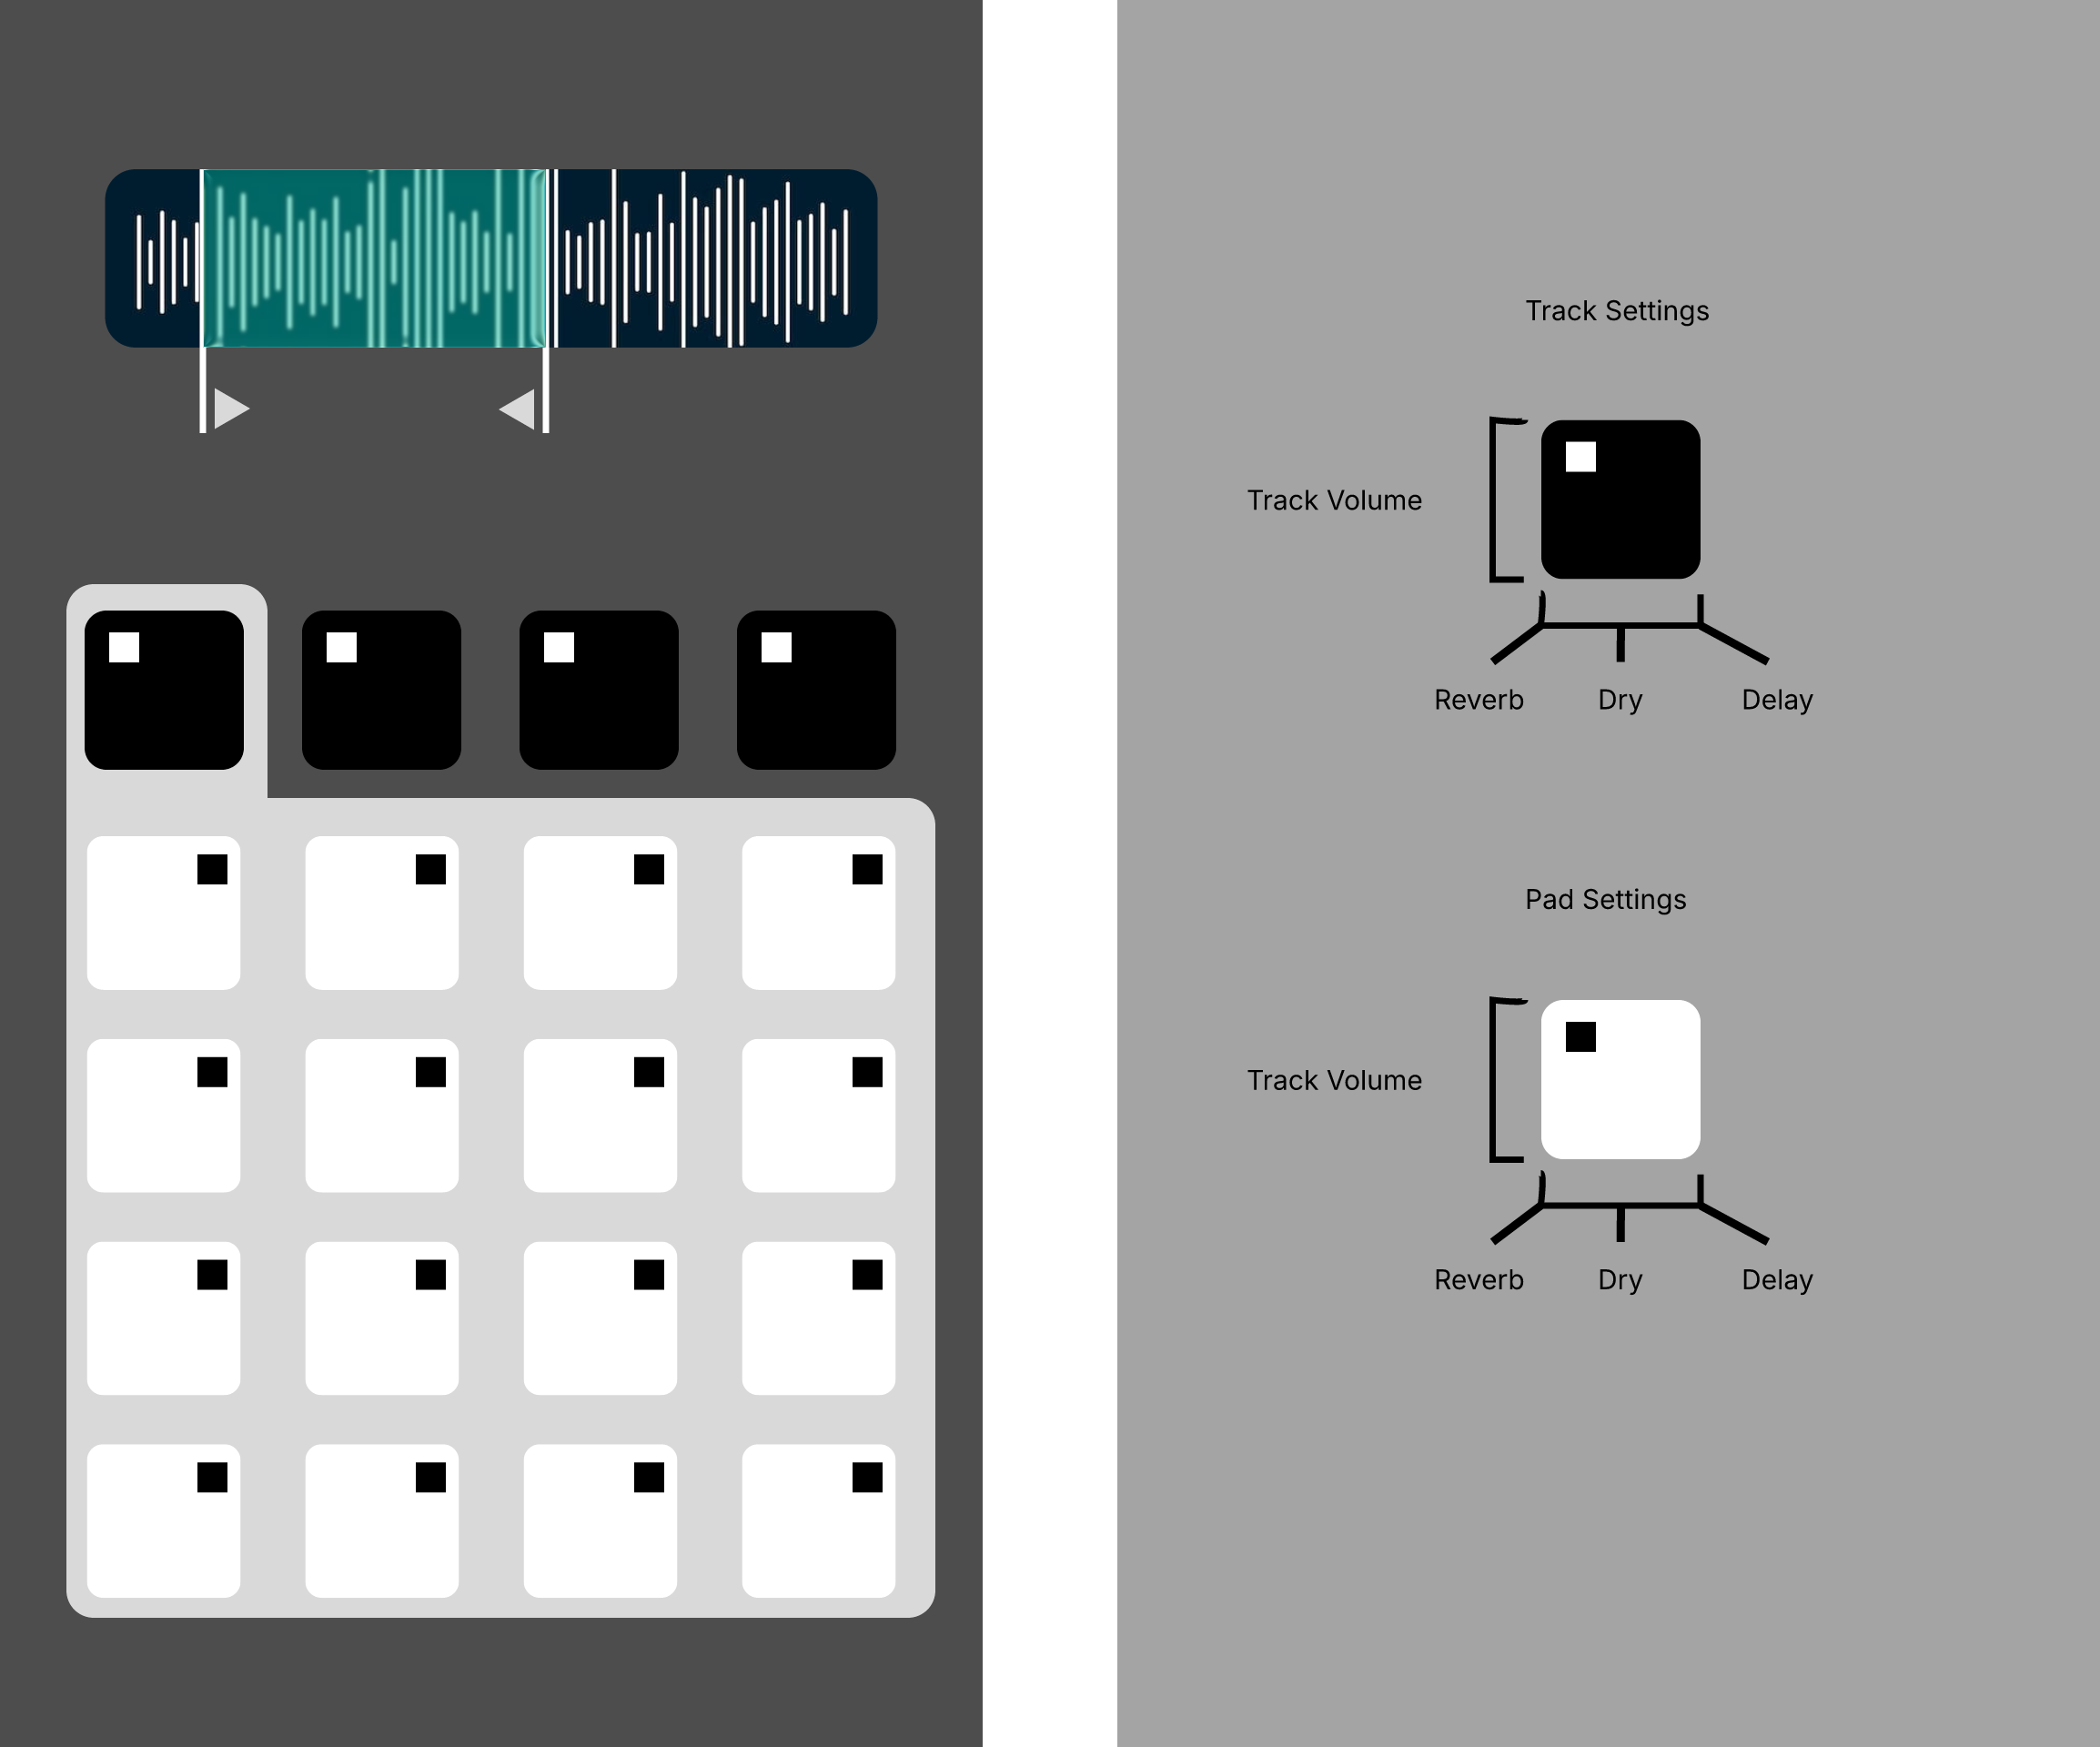 Track Settings
Track Volume
Reverb
Dry
Delay
Pad Settings
Track Volume
Reverb
Dry
Delay